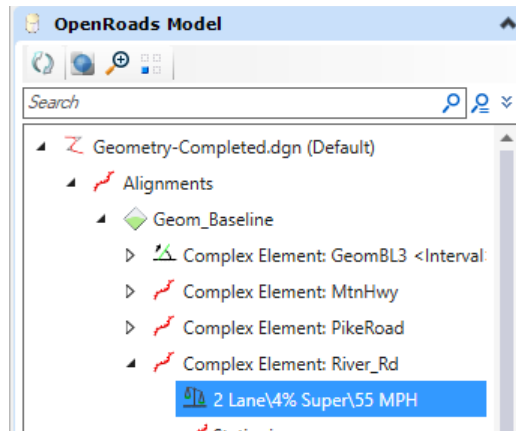 OpenRoads Model
Search
Geometry-Completed.dgn (Default)
Alignments
Geom_Baseline
Complex Element: GeomBL3 <Interval
Complex Element: MtnHwy
Complex Element: PikeRoad
Complex Element: River_Rd
2 Lane\4% Super\55 MPH